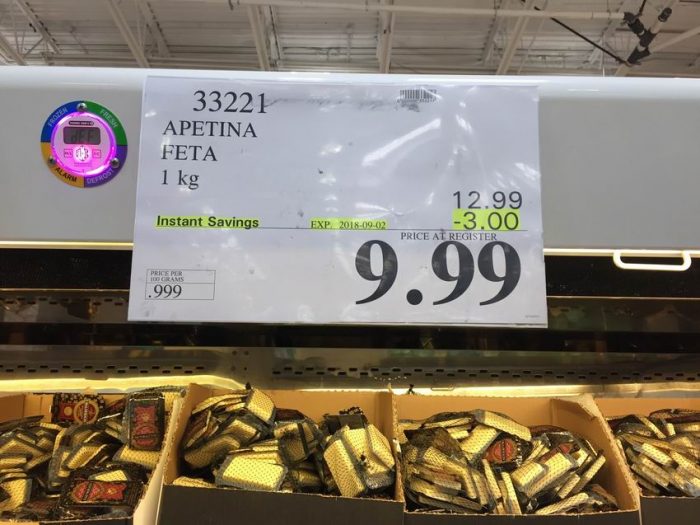 33221
APETINA
FETA
1 kg
12.99
Instant Savings
EXP. 2018-09-02
-3.00
PRICE AT REGISTER
9.99
PRICE PER
100 GRAMS
.999
FROZEN
FRESH
ALARM
DEFROST